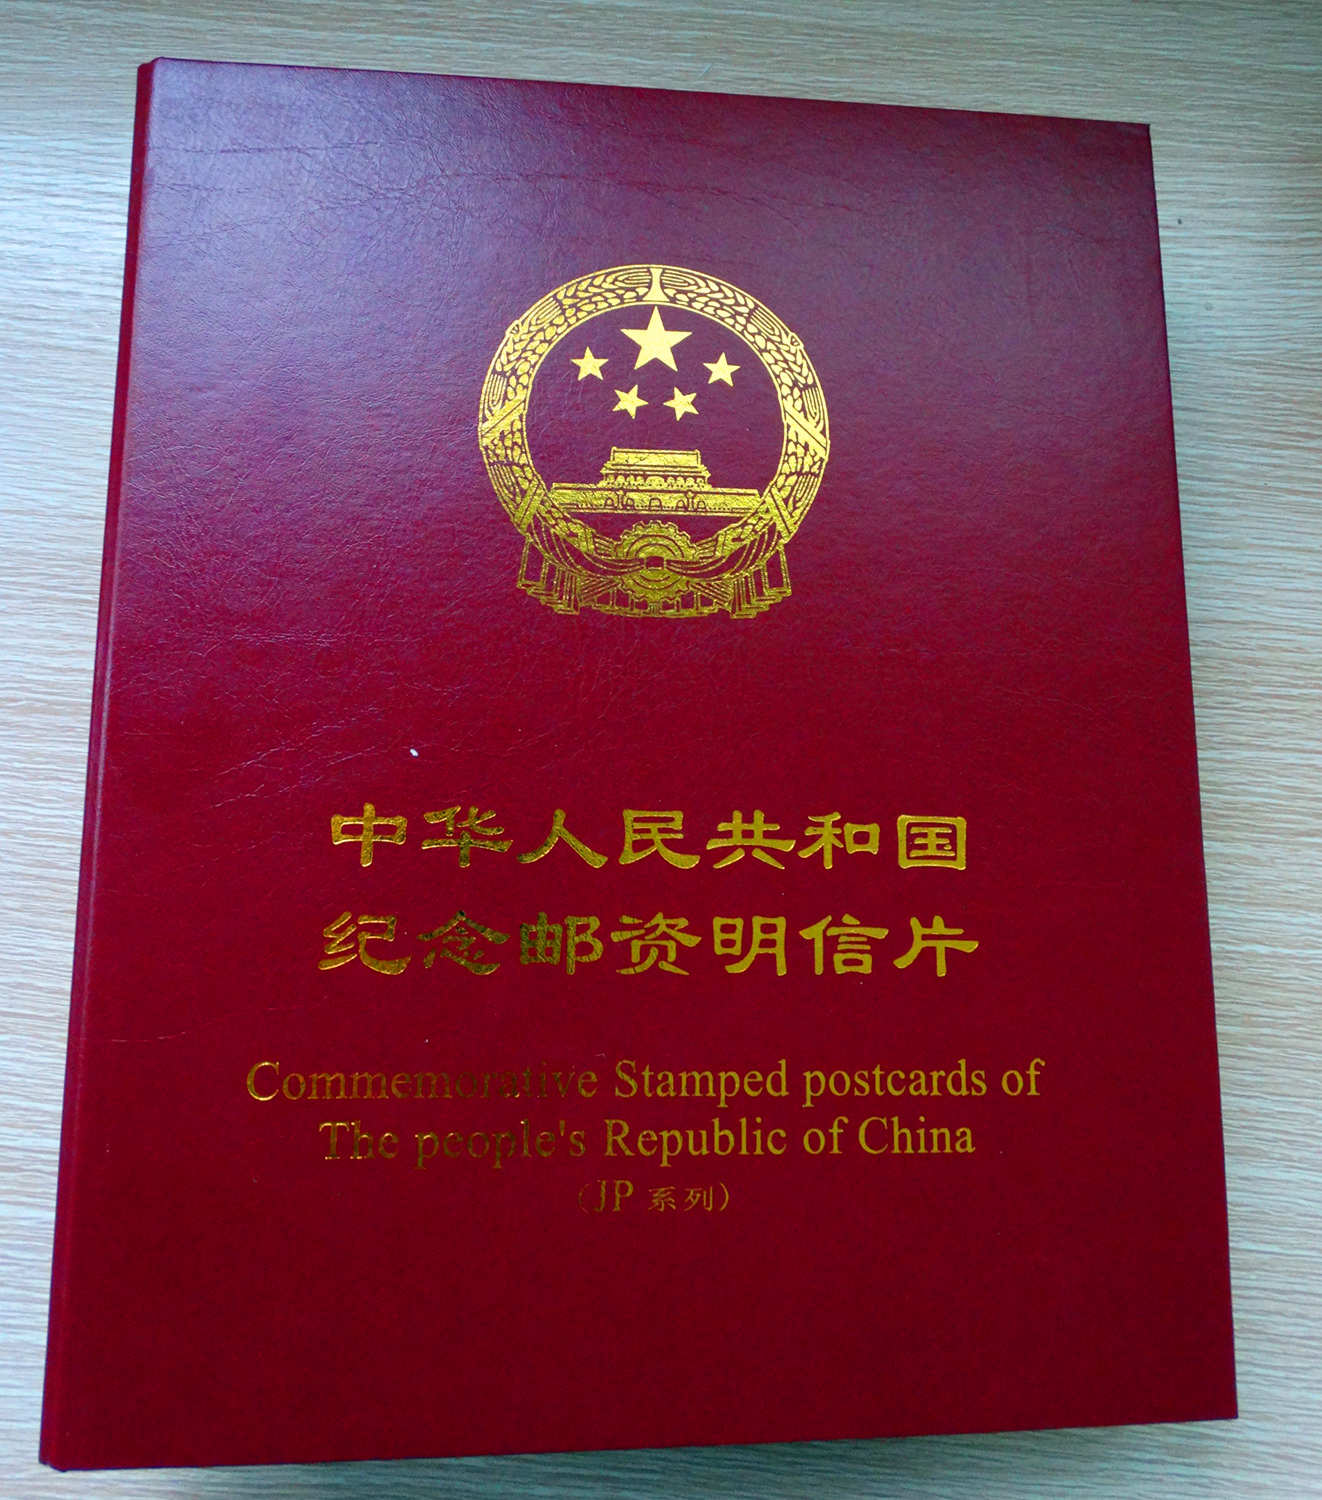 中华人民共和国
纪念邮资明信片
Commemorative Stamped postcards of
The people's Republic of China
（JP 系列）